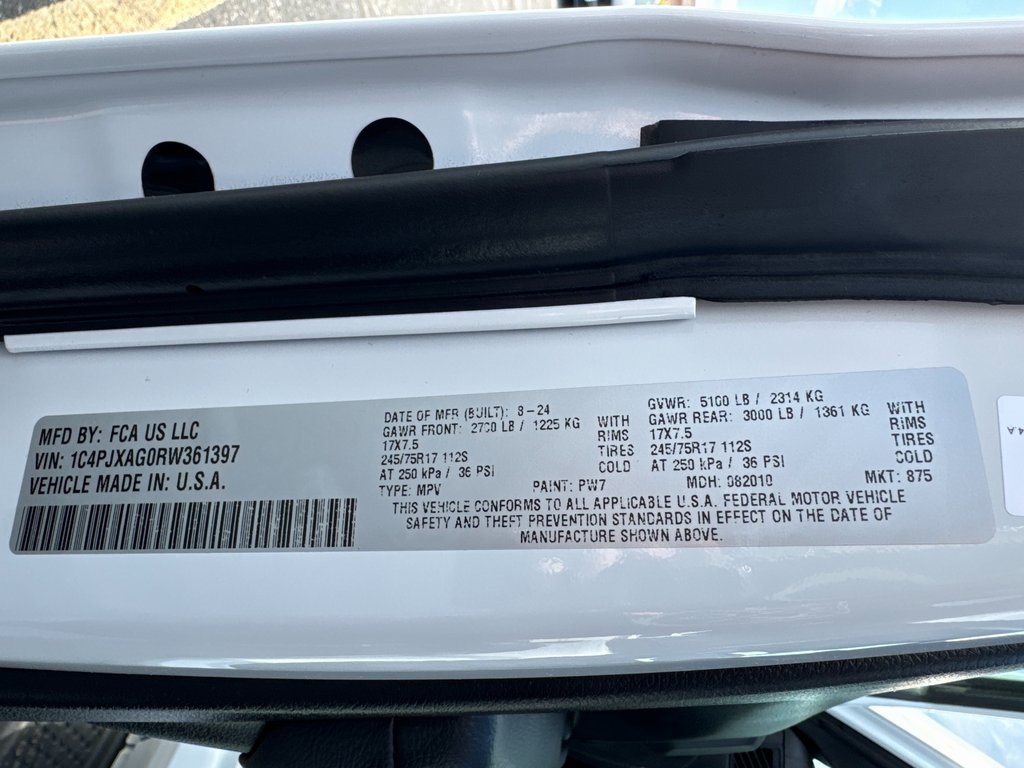 MFD BY: FCA US LLC
VIN: 1C4PJXAG0RW361397
VEHICLE MADE IN: U.S.A.
DATE OF MFR (BUILT): 8-24
GAWR FRONT: 2700 LB / 1225 KG WITH
17X7.5 RIMS
245/75R17 112S TIRES
AT 250 kPa / 36 PSI COLD
TYPE: MPV PAINT: PW7
GVWR: 5100 LB / 2314 KG
GAWR REAR: 3000 LB / 1361 KG WITH
17X7.5 RIMS
245/75R17 112S TIRES
AT 250 kPa / 36 PSI COLD
MDH: 082010 MKT: 875
THIS VEHICLE CONFORMS TO ALL APPLICABLE U.S.A. FEDERAL MOTOR VEHICLE
SAFETY AND THEFT PREVENTION STANDARDS IN EFFECT ON THE DATE OF
MANUFACTURE SHOWN ABOVE.